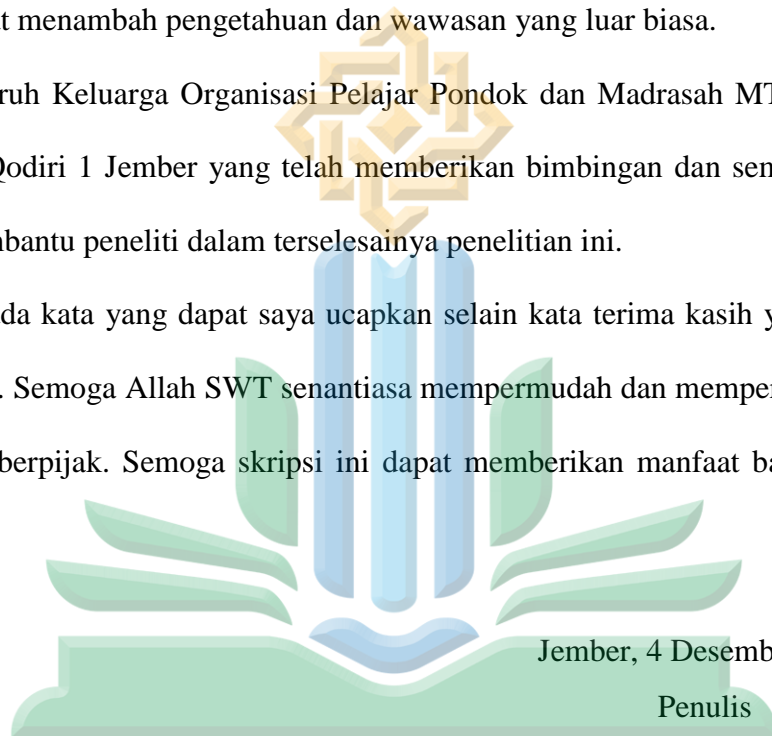 t menambah pengetahuan dan wawasan yang luar biasa.
ruh Keluarga Organisasi Pelajar Pondok dan Madrasah MT
Qodiri 1 Jember yang telah memberikan bimbingan dan sem
bantu peneliti dalam terselesainya penelitian ini.
da kata yang dapat saya ucapkan selain kata terima kasih y
. Semoga Allah SWT senantiasa mempermudah dan memper
berpijak. Semoga skripsi ini dapat memberikan manfaat ba
Jember, 4 Desemb
Penulis